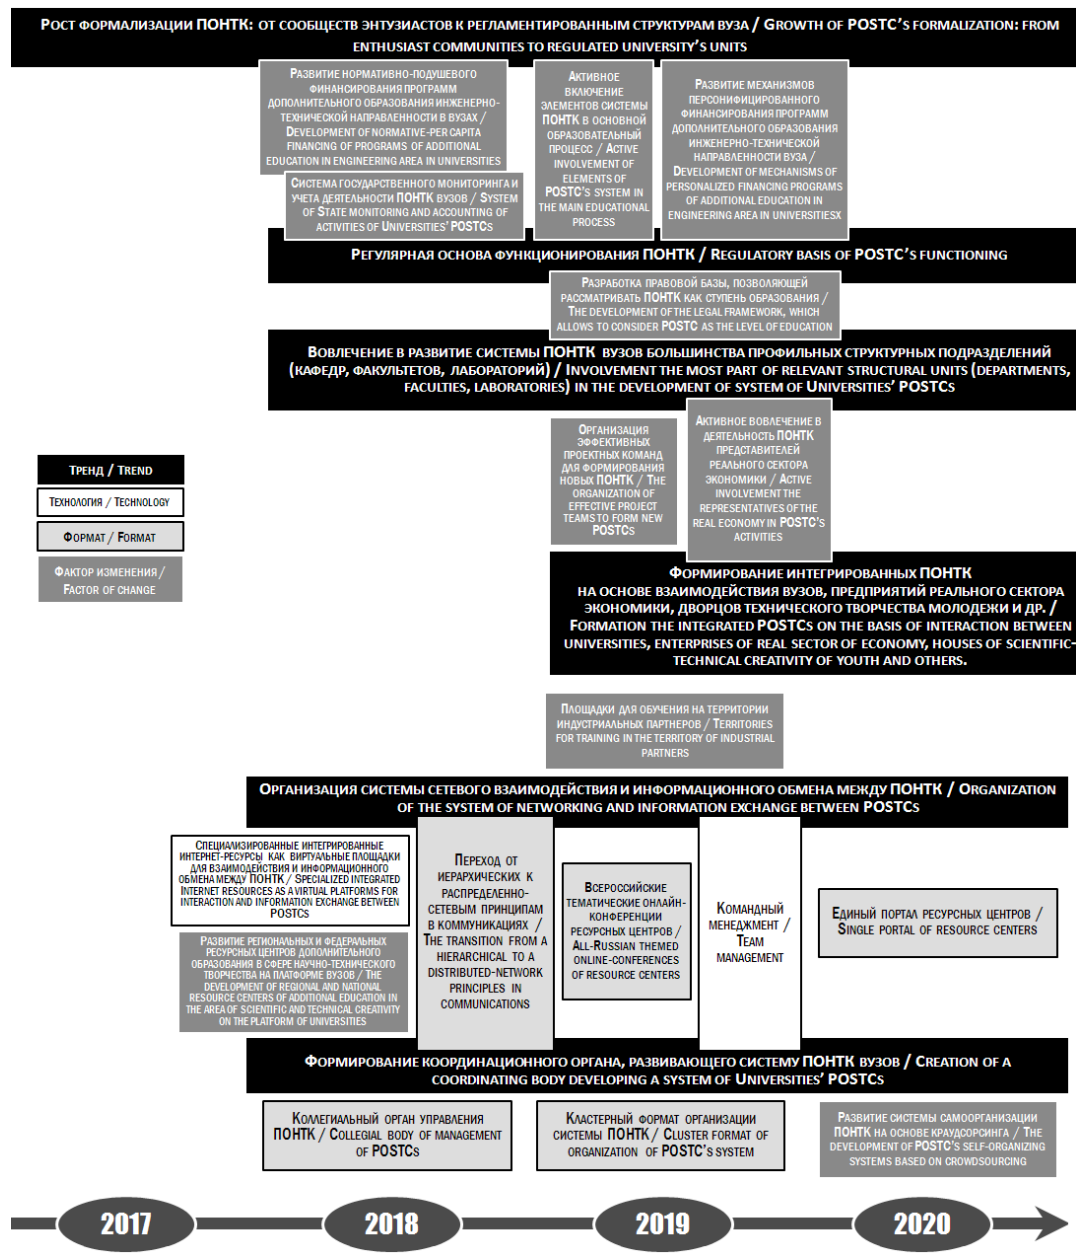 Рост формализации ПОНТК: от сообществ энтузиастов к регламентированным структурам вуза / Growth of POSTC's formalization: from
enthusiast communities to regulated university's units
Развитие нормативно-подушевого
финансирования программ
дополнительного образования инженерно-
технической направленности в вузах /
Development of normative-per capita
financing of programs of additional
education in engineering area in universities
Активное
включение
элементов системы
ПОНТК в основной
образовательный
процесс / Active
involvement of
elements of
POSTC's system in
the main educational
process
Развитие механизмов
персонифицированного
финансирования программ
дополнительного образования
инженерно-технической
направленности вуза /
Development of mechanisms of
personalized financing programs
of additional education in
engineering area in universitiesx
Система государственного мониторинга и
учета деятельности ПОНТК вузов / System
of State monitoring and accounting of
activities of Universities' POSTCs
Регулярная основа функционирования ПОНТК / Regulatory basis of POSTC's functioning
Разработка правовой базы, позволяющей
рассматривать ПОНТК как ступень образования /
The development of the legal framework, which
allows to consider POSTC as the level of education
Вовлечение в развитие системы ПОНТК вузов большинства профильных структурных подразделений
(кафедр, факультетов, лабораторий) / Involvement the most part of relevant structural units (departments,
faculties, laboratories) in the development of system of Universities' POSTCs
Организация
эффективных
проектных команд
для формирования
новых ПОНТК / The
organization of
effective project
teams to form new
POSTCs
Активное вовлечение в
деятельность ПОНТК
представителей
реального сектора
экономики / Active
involvement the
representatives of the
real economy in POSTC's
activities
Тренд / Trend
Технология / Technology
Формат / Format
Фактор изменения /
Factor of change
Формирование интегрированных ПОНТК
на основе взаимодействия вузов, предприятий реального сектора
экономики, дворцов технического творчества молодежи и др. /
Formation the integrated POSTCs on the basis of interaction between
universities, enterprises of real sector of economy, houses of scientific-
technical creativity of youth and others.
Площадки для обучения на территории
индустриальных партнеров / Territories
for training in the territory of industrial
partners
Организация системы сетевого взаимодействия и информационного обмена между ПОНТК / Organization
of the system of networking and information exchange between POSTCs
Специализированные интегрированные
интернет-ресурсы как виртуальные площадки
для взаимодействия и информационного
обмена между ПОНТК / Specialized integrated
Internet resources as a virtual platforms for
interaction and information exchange between
POSTCs
Развитие региональных и федеральных
ресурсных центров дополнительного
образования в сфере научно-технического
творчества на платформе вузов / The
development of regional and national
resource centers of additional education in
the area of scientific and technical creativity
on the platform of universities
Переход от
иерархических к
распределенно-
сетевым принципам
в коммуникациях /
The transition from a
hierarchical to a
distributed-network
principles in
communications
Всероссийские
тематические онлайн-
конференции
ресурсных центров /
All-Russian themed
online-conferences
of resource centers
Командный
менеджмент /
Team
management
Единый портал ресурсных центров /
Single portal of resource centers
Формирование координационного органа, развивающего систему ПОНТК вузов / Creation of a
coordinating body developing a system of Universities' POSTCs
Коллегиальный орган управления
ПОНТК / Collegial body of management
of POSTCs
Кластерный формат организации
системы ПОНТК/ Cluster format of
organization of POSTC's system
Развитие системы самоорганизации
ПОНТК на основе краудсорсинга / The
development of POSTC's self-organizing
systems based on crowdsourcing
2017
2018
2019
2020